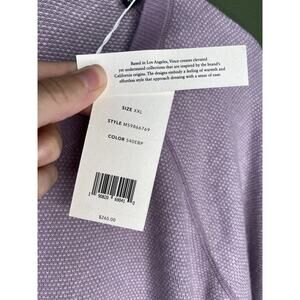 Based in Los Angeles, Vince creates elevated
yet understated collections that are inspired by the brand's
California origins. The designs embody a feeling of warmth and
effortless style that approach dressing with a sense of ease.
SIZE XXL
STYLE M59866769
COLOR 540EBP
$265.00